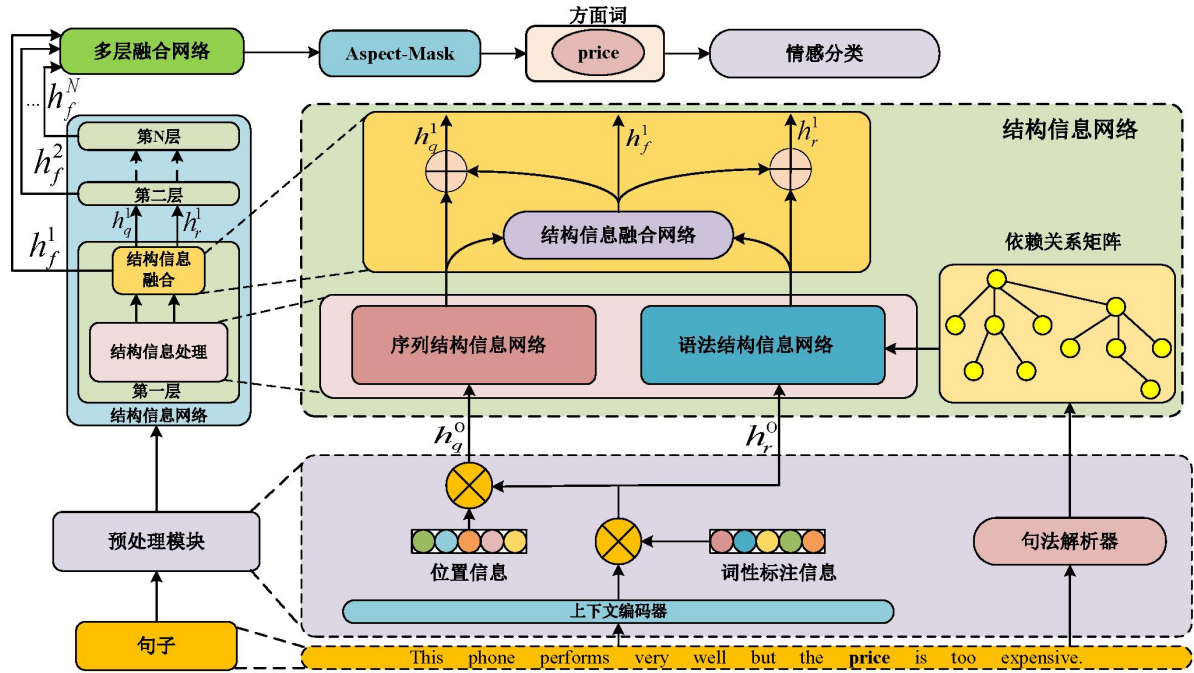 方面词
多层融合网络
Aspect-Mask
price
情感分类
... h_f^N
第N层
h_f^2
第二层
h_q^1
h_r^1
h_f^1
结构信息
融合
结构信息处理
第一层
结构信息网络
预处理模块
句子
结构信息网络
h_q^1
h_f^1
h_r^1
结构信息融合网络
依赖关系矩阵
序列结构信息网络
语法结构信息网络
h_q^0
h_r^0
位置信息
词性标注信息
句法解析器
上下文编码器
This phone performs very well but the price is too expensive.